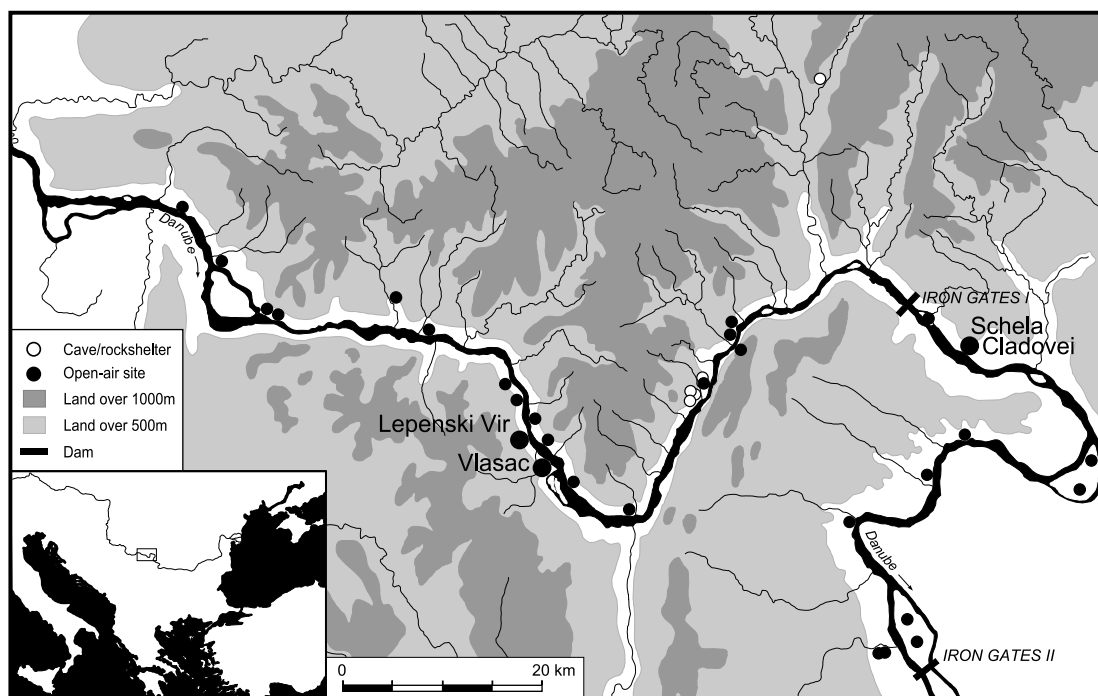 Danube
IRON GATES I
Schela
Cladovei
Cave/rockshelter
Open-air site
Land over 1000m
Land over 500m
Dam
Lepenski Vir
Vlasac
Danube
IRON GATES II
0 20 km